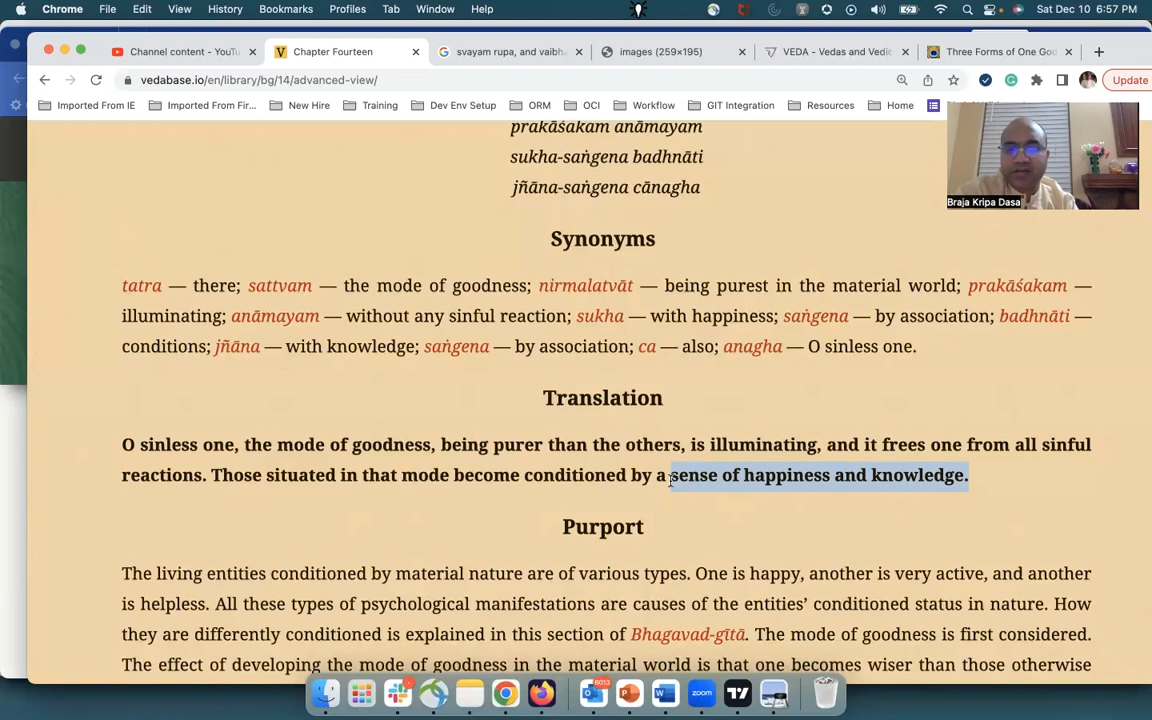 Chrome File Edit View History Bookmarks Profiles Tab Window Help Sat Dec 10 6:57 PM
Channel content - YouTu Chapter Fourteen svayam rupa, and vaibh images (259×195) VEDA - Vedas and Vedic Three Forms of One God
vedabase.io/en/library/bg/14/advanced-view/ Update
Imported From IE Imported From Fir... New Hire Training Dev Env Setup ORM OCI Workflow GIT Integration Resources Home
prakāśakam anāmayam
sukha-saṅgena badhnāti
jñāna-saṅgena cānagha
Braja Kripa Dasa
Synonyms
tatra — there; sattvam — the mode of goodness; nirmalatvāt — being purest in the material world; prakāśakam —
illuminating; anāmayam — without any sinful reaction; sukha — with happiness; saṅgena — by association; badhnāti —
conditions; jñāna — with knowledge; saṅgena — by association; ca — also; anagha — O sinless one.
Translation
O sinless one, the mode of goodness, being purer than the others, is illuminating, and it frees one from all sinful
reactions. Those situated in that mode become conditioned by a sense of happiness and knowledge.
Purport
The living entities conditioned by material nature are of various types. One is happy, another is very active, and another
is helpless. All these types of psychological manifestations are causes of the entities’ conditioned status in nature. How
they are differently conditioned is explained in this section of Bhagavad-gītā. The mode of goodness is first considered.
The effect of developing the mode of goodness in the material world is that one becomes wiser than those otherwise
6013
zoom